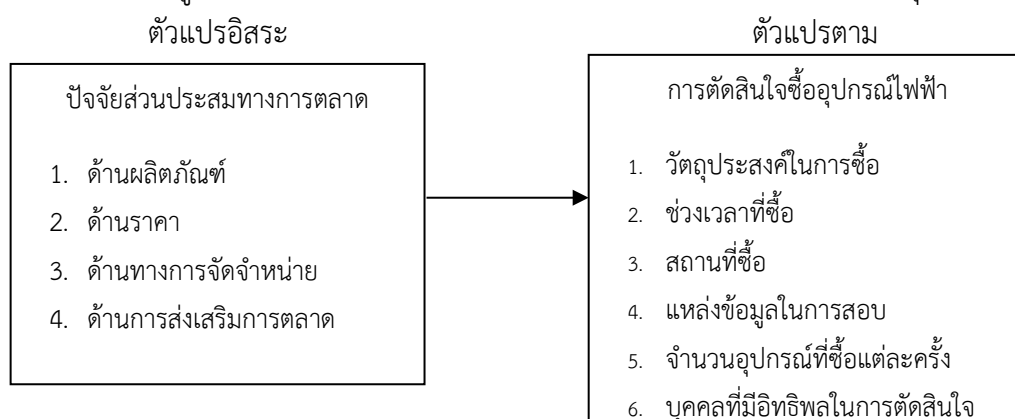 ตัวแปรอิสระ
ปัจจัยส่วนประสมทางการตลาด
1. ด้านผลิตภัณฑ์
2. ด้านราคา
3. ด้านทางการจัดจำหน่าย
4. ด้านการส่งเสริมการตลาด
ตัวแปรตาม
การตัดสินใจซื้ออุปกรณ์ไฟฟ้า
1. วัตถุประสงค์ในการซื้อ
2. ช่วงเวลาที่ซื้อ
3. สถานที่ซื้อ
4. แหล่งข้อมูลในการสอบ
5. จำนวนอุปกรณ์ที่ซื้อแต่ละครั้ง
6. บุคคลที่มีอิทธิพลในการตัดสินใจ